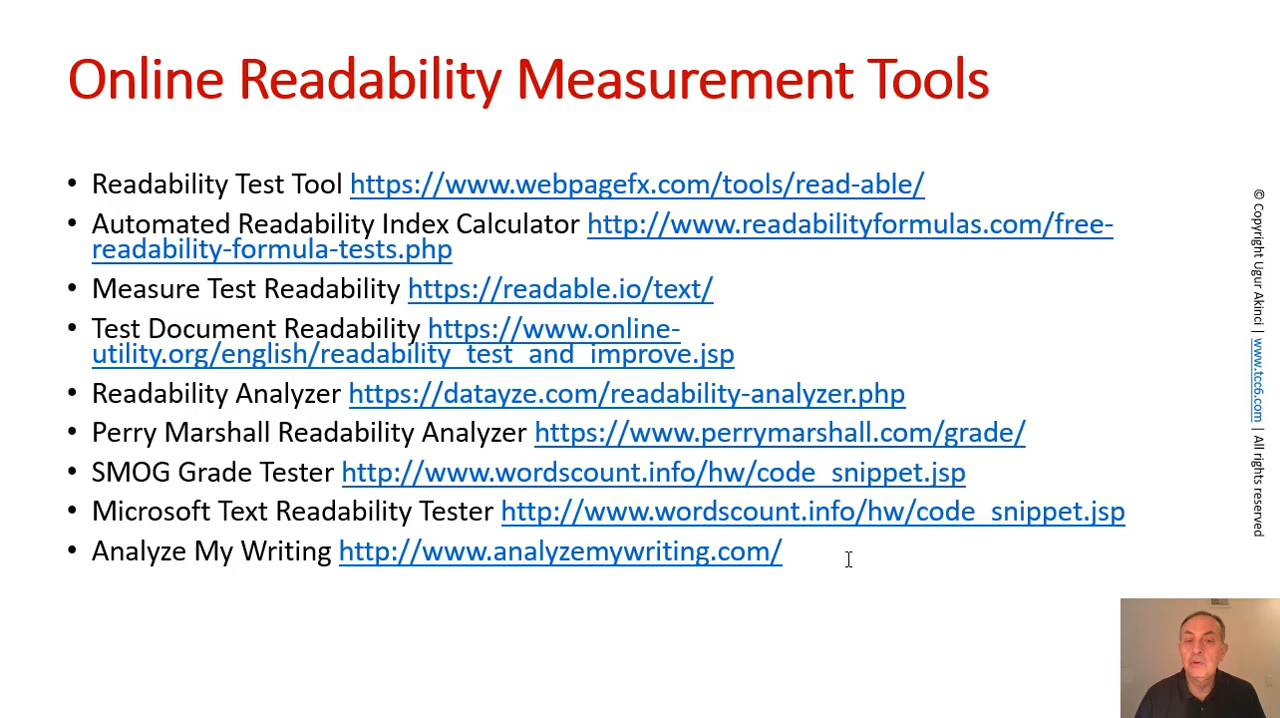 Online Readability Measurement Tools
• Readability Test Tool https://www.webpagefx.com/tools/read-able/
• Automated Readability Index Calculator http://www.readabilityformulas.com/free-
readability-formula-tests.php
• Measure Test Readability https://readable.io/text/
• Test Document Readability https://www.online-
utility.org/english/readability_test_and_improve.jsp
• Readability Analyzer https://datayze.com/readability-analyzer.php
• Perry Marshall Readability Analyzer https://www.perrymarshall.com/grade/
• SMOG Grade Tester http://www.wordscount.info/hw/code_snippet.jsp
• Microsoft Text Readability Tester http://www.wordscount.info/hw/code_snippet.jsp
• Analyze My Writing http://www.analyzemywriting.com/
© Copyright Ugur Akinci | www.tcc6.com | All rights reserved